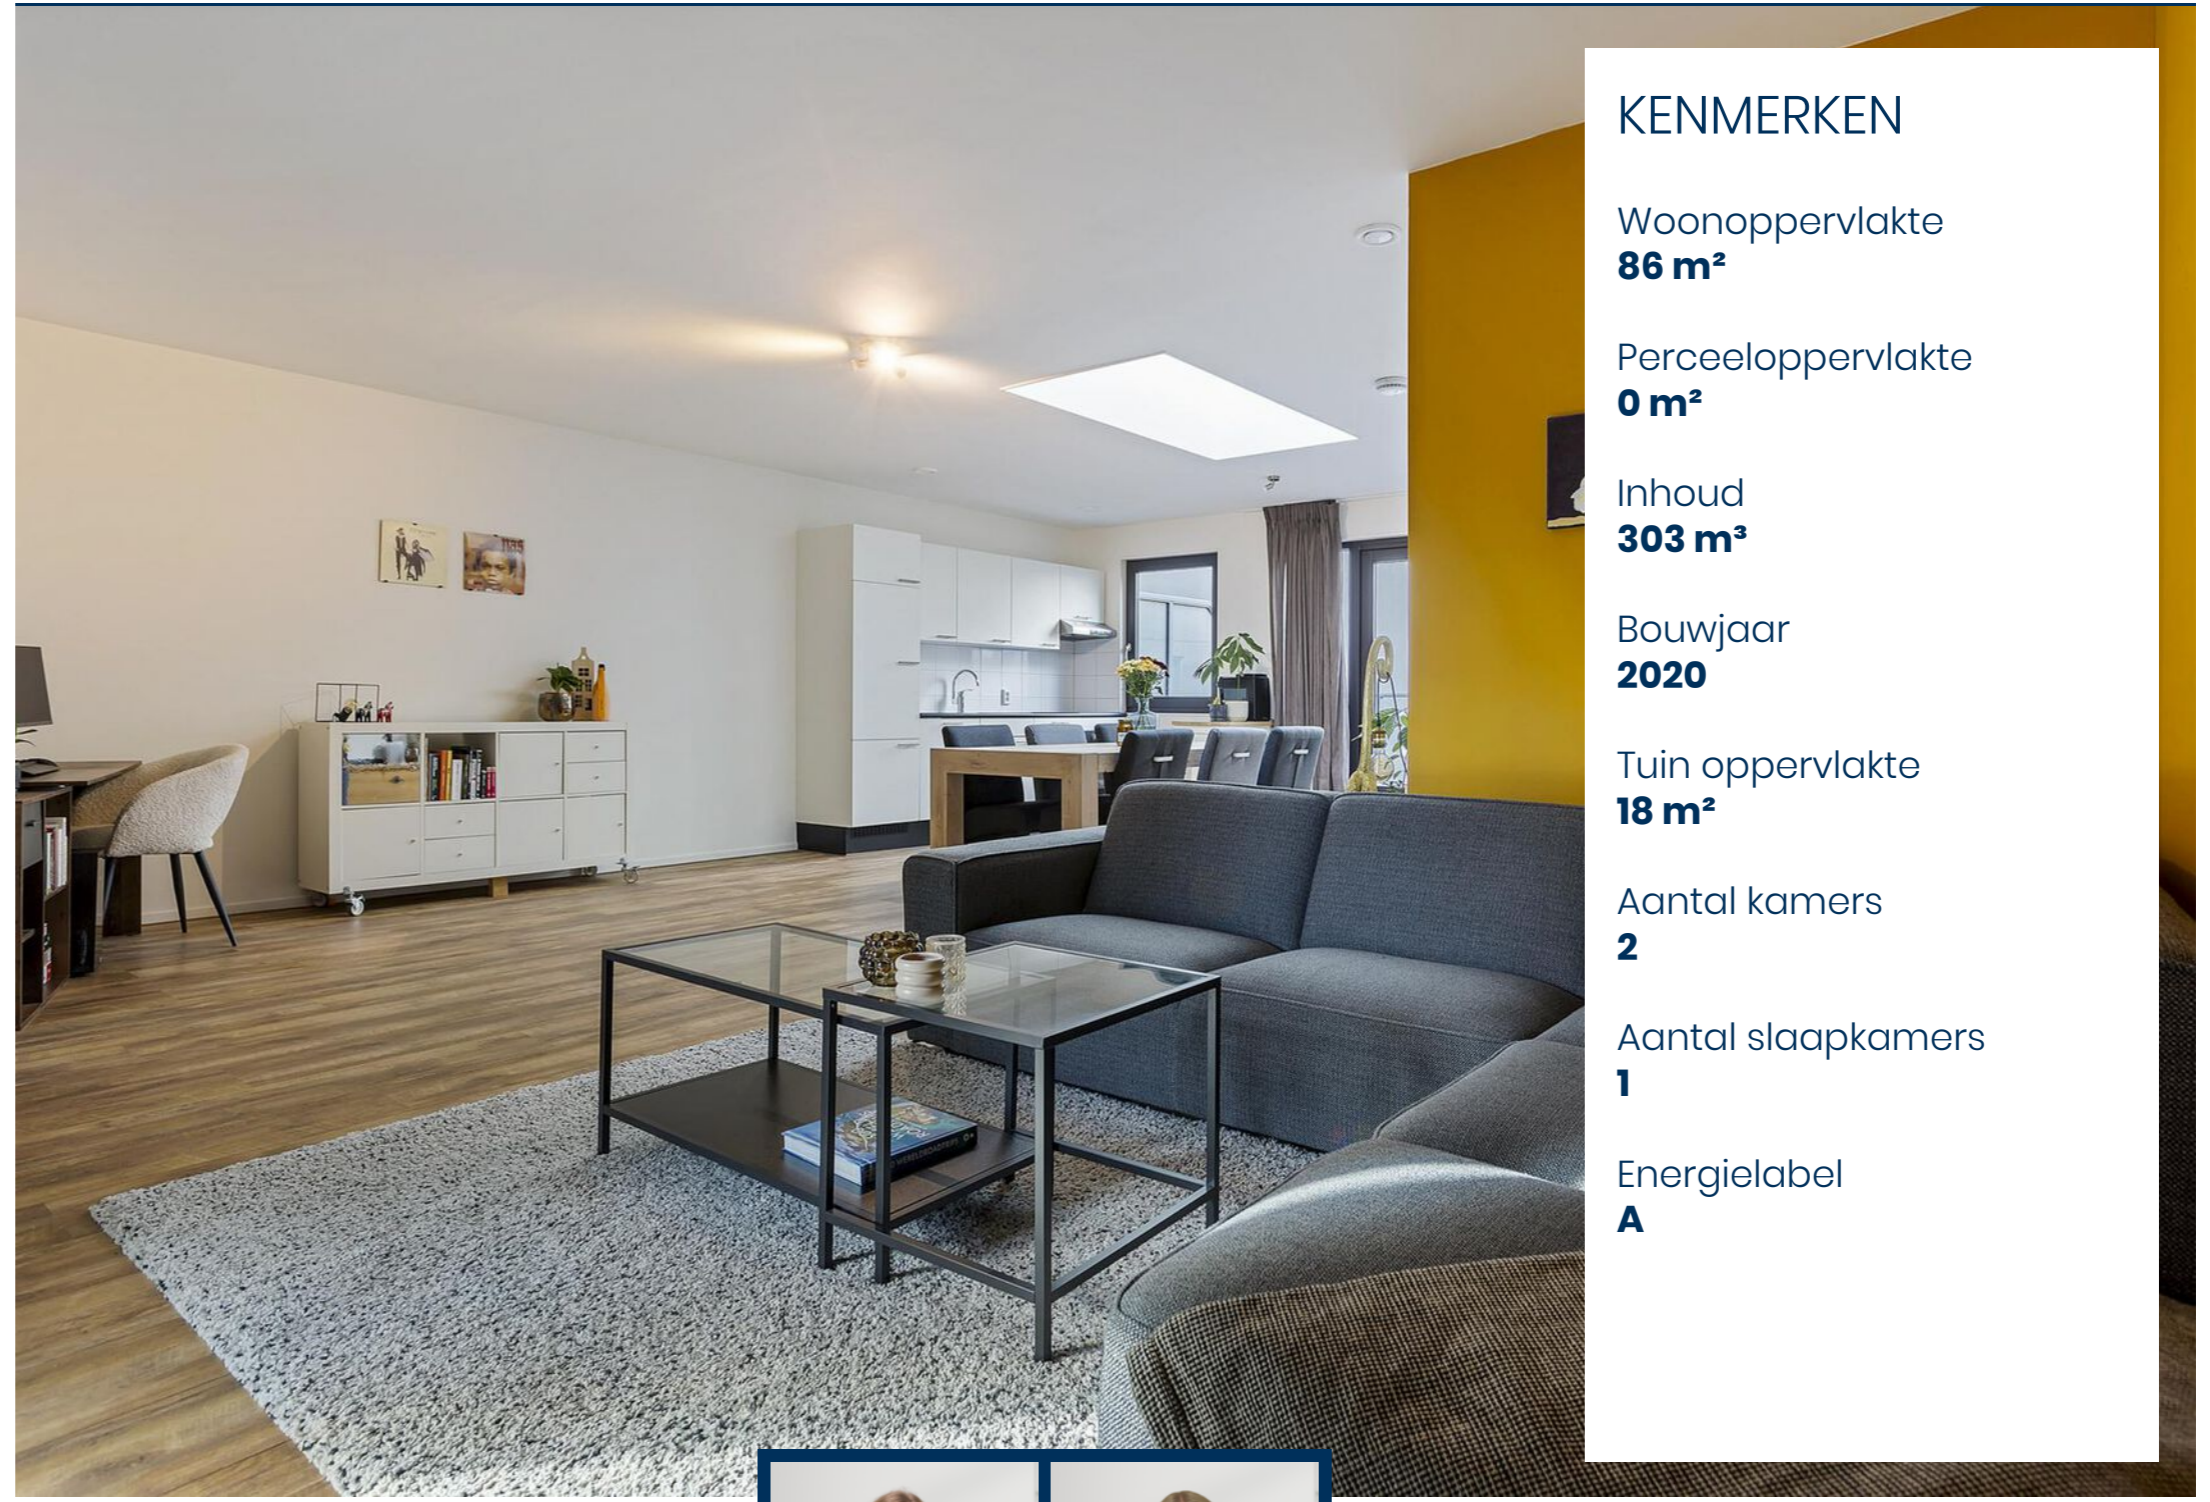 KENMERKEN
Woonoppervlakte
86 m²
Perceeloppervlakte
0 m²
Inhoud
303 m³
Bouwjaar
2020
Tuin oppervlakte
18 m²
Aantal kamers
2
Aantal slaapkamers
1
Energielabel
A